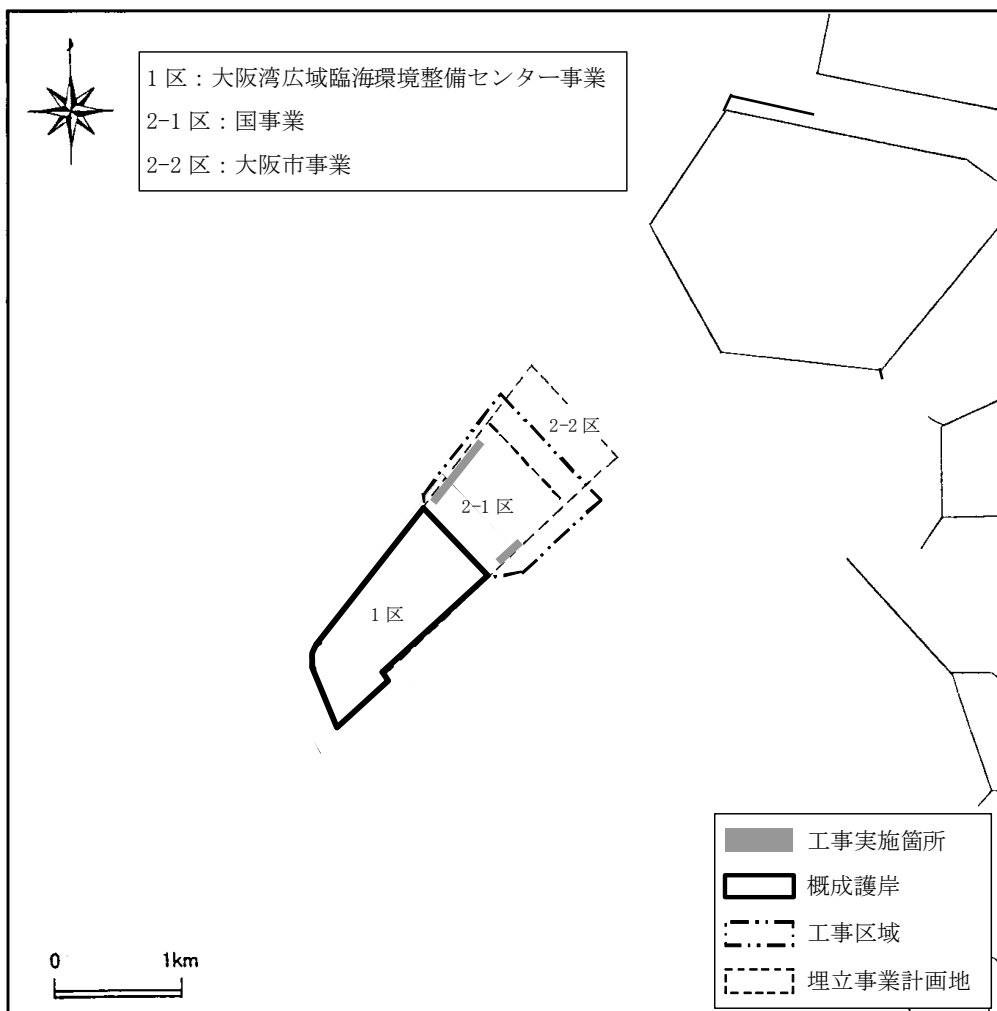 1 区：大阪湾広域臨海環境整備センター事業
2-1 区：国事業
2-2 区：大阪市事業
2-2 区
2-1 区
1 区
工事実施箇所
概成護岸
工事区域
埋立事業計画地
0 1km